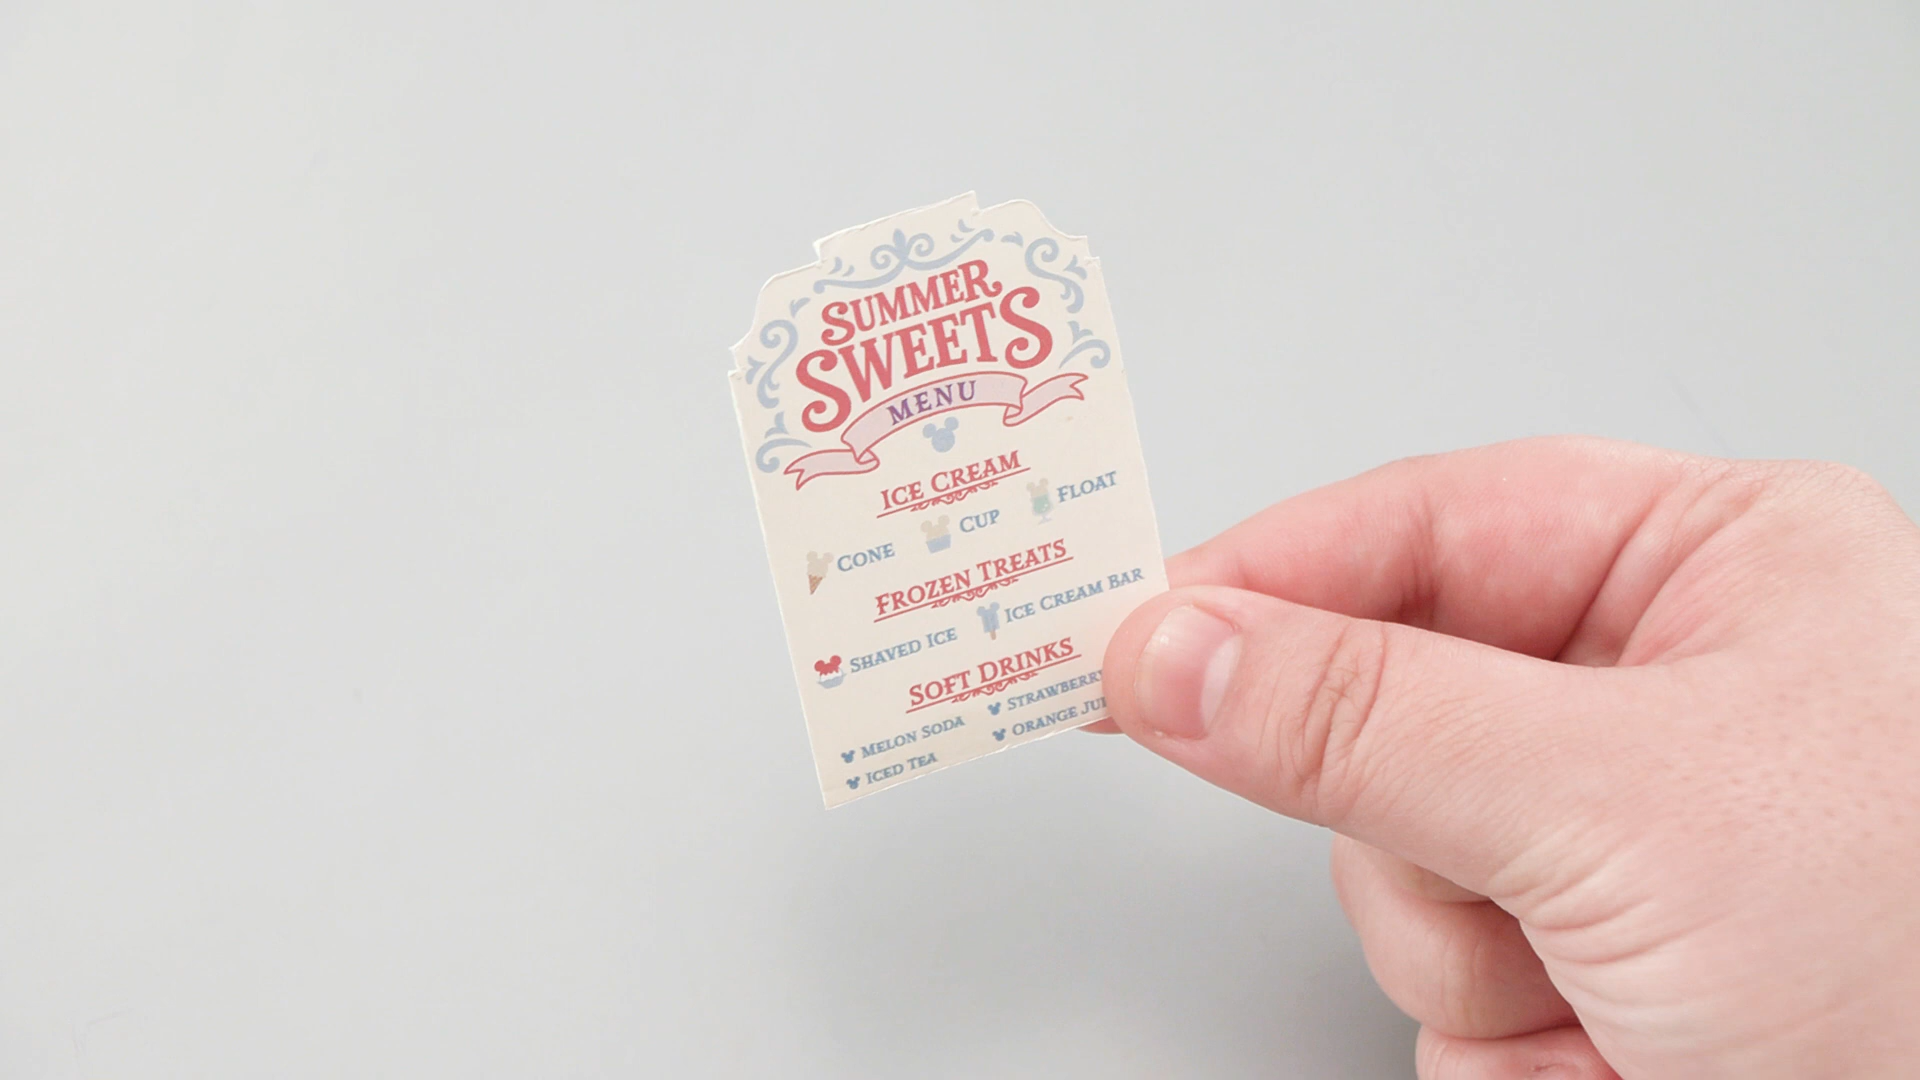 SUMMER
SWEETS
MENU
ICE CREAM
CONE
CUP
FLOAT
FROZEN TREATS
SHAVED ICE
ICE CREAM BAR
SOFT DRINKS
MELON SODA
STRAWBERRY
ICED TEA
ORANGE